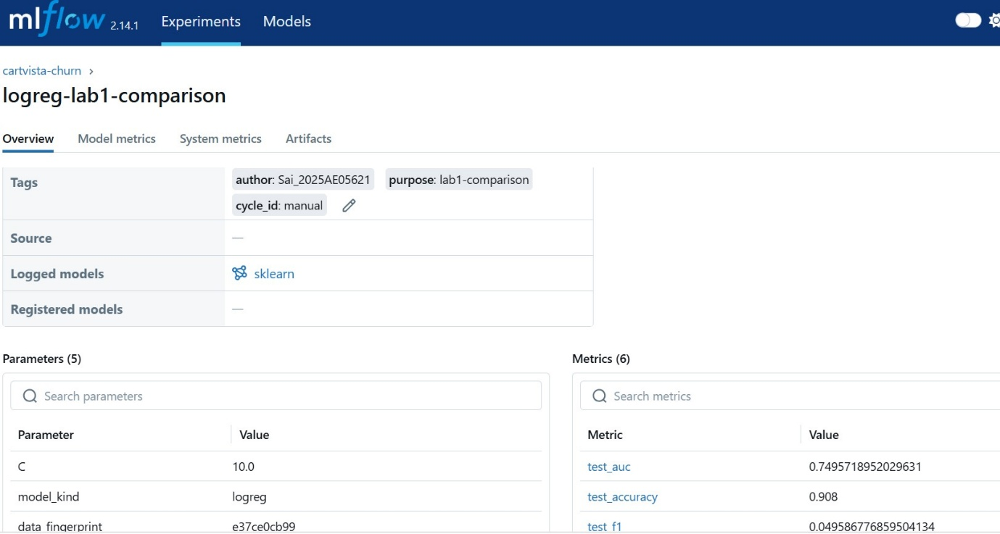 mlflow 2.14.1 Experiments Models
cartvista-churn ›
logreg-lab1-comparison
Overview Model metrics System metrics Artifacts
Tags author: Sai_2025AE05621 purpose: lab1-comparison
cycle_id: manual
Source —
Logged models sklearn
Registered models —
Parameters (5) Metrics (6)
Search parameters Search metrics
Parameter Value Metric Value
C 10.0 test_auc 0.7495718952029631
model_kind logreg test_accuracy 0.908
data_fingerprint e37ce0cb99 test_f1 0.049586776859504134